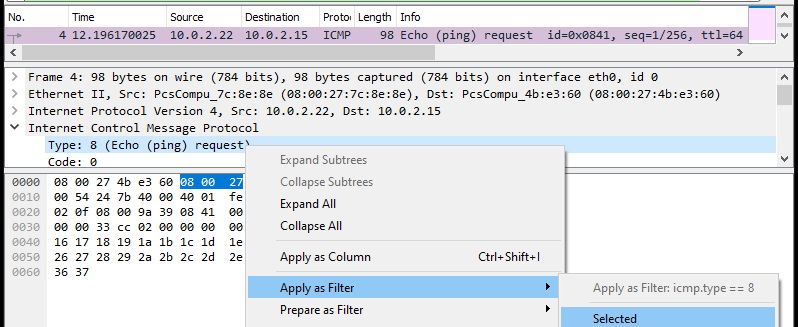 No. Time Source Destination Protoc Length Info
4 12.196170025 10.0.2.22 10.0.2.15 ICMP 98 Echo (ping) request id=0x0841, seq=1/256, ttl=64
Frame 4: 98 bytes on wire (784 bits), 98 bytes captured (784 bits) on interface eth0, id 0
Ethernet II, Src: PcsCompu_7c:8e:8e (08:00:27:7c:8e:8e), Dst: PcsCompu_4b:e3:60 (08:00:27:4b:e3:60)
Internet Protocol Version 4, Src: 10.0.2.22, Dst: 10.0.2.15
Internet Control Message Protocol
Type: 8 (Echo (ping) request)
Code: 0
0000 08 00 27 4b e3 60 08 00 27
0010 00 54 24 7b 40 00 40 01 fe
0020 02 0f 08 00 9a 39 08 41 00
0030 00 00 33 cc 02 00 00 00 00
0040 16 17 18 19 1a 1b 1c 1d 1e
0050 26 27 28 29 2a 2b 2c 2d 2e
0060 36 37
Expand Subtrees
Collapse Subtrees
Expand All
Collapse All
Apply as Column Ctrl+Shift+I
Apply as Filter
Prepare as Filter
Apply as Filter: icmp.type == 8
Selected